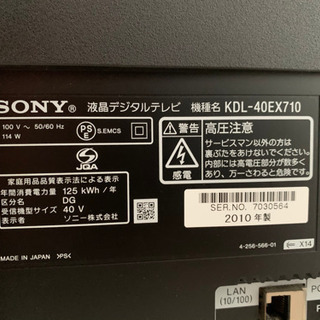 SONY 液晶デジタルテレビ 機種名 KDL-40EX710
100 V ～ 50/60 Hz
114 W
PS E
S.EMCS
JQA
家庭用品品質表示法による表示
年間消費電力量 125 kWh/年
区分名 DG
受信機型サイズ 40 V
ソニー株式会社
MADE IN JAPAN >PS<
警告 高圧注意
感電
サービスマン以外の方は
裏ぶたをあけないでください。
内部には高電圧部分が数多く
あり、万一さわると危険です。
SER.NO. 7030564
2010 年製
4-256-566-01
X14
LAN
(10/100)